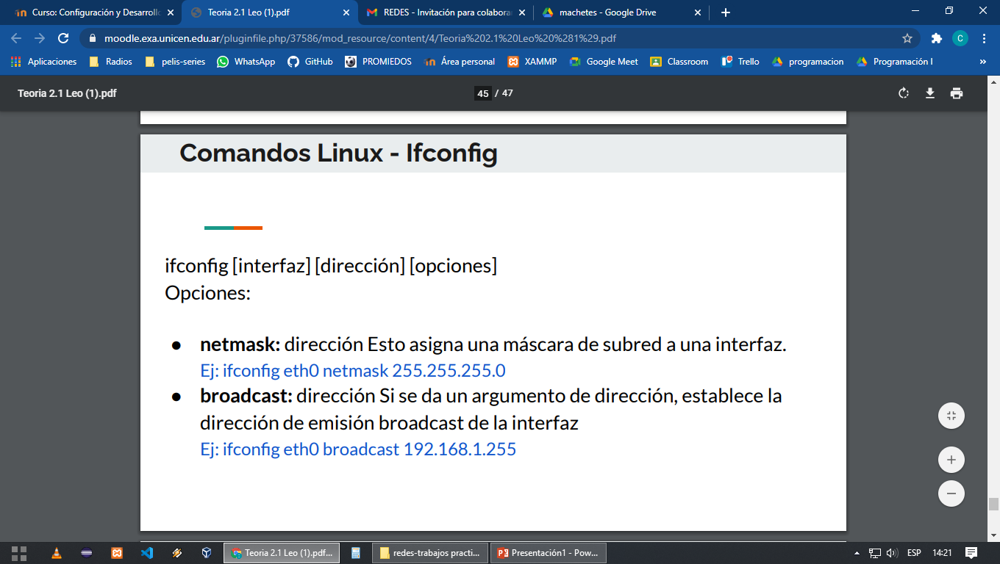 Curso: Configuración y Desarroll
Teoria 2.1 Leo (1).pdf
REDES - Invitación para colabora
machetes - Google Drive
moodle.exa.unicen.edu.ar/pluginfile.php/37586/mod_resource/content/4/Teoria%202.1%20Leo%20%281%29.pdf
C
Aplicaciones
Radios
pelis-series
WhatsApp
GitHub
PROMIEDOS
Área personal
XAMMP
Google Meet
Classroom
Trello
programacion
Programación I
»
Teoria 2.1 Leo (1).pdf
45 / 47
Comandos Linux - Ifconfig
ifconfig [interfaz] [dirección] [opciones]
Opciones:
● netmask: dirección Esto asigna una máscara de subred a una interfaz.
Ej: ifconfig eth0 netmask 255.255.255.0
● broadcast: dirección Si se da un argumento de dirección, establece la
dirección de emisión broadcast de la interfaz
Ej: ifconfig eth0 broadcast 192.168.1.255
Teoria 2.1 Leo (1).pdf...
redes-trabajos practi...
Presentación1 - Pow...
ESP
14:21